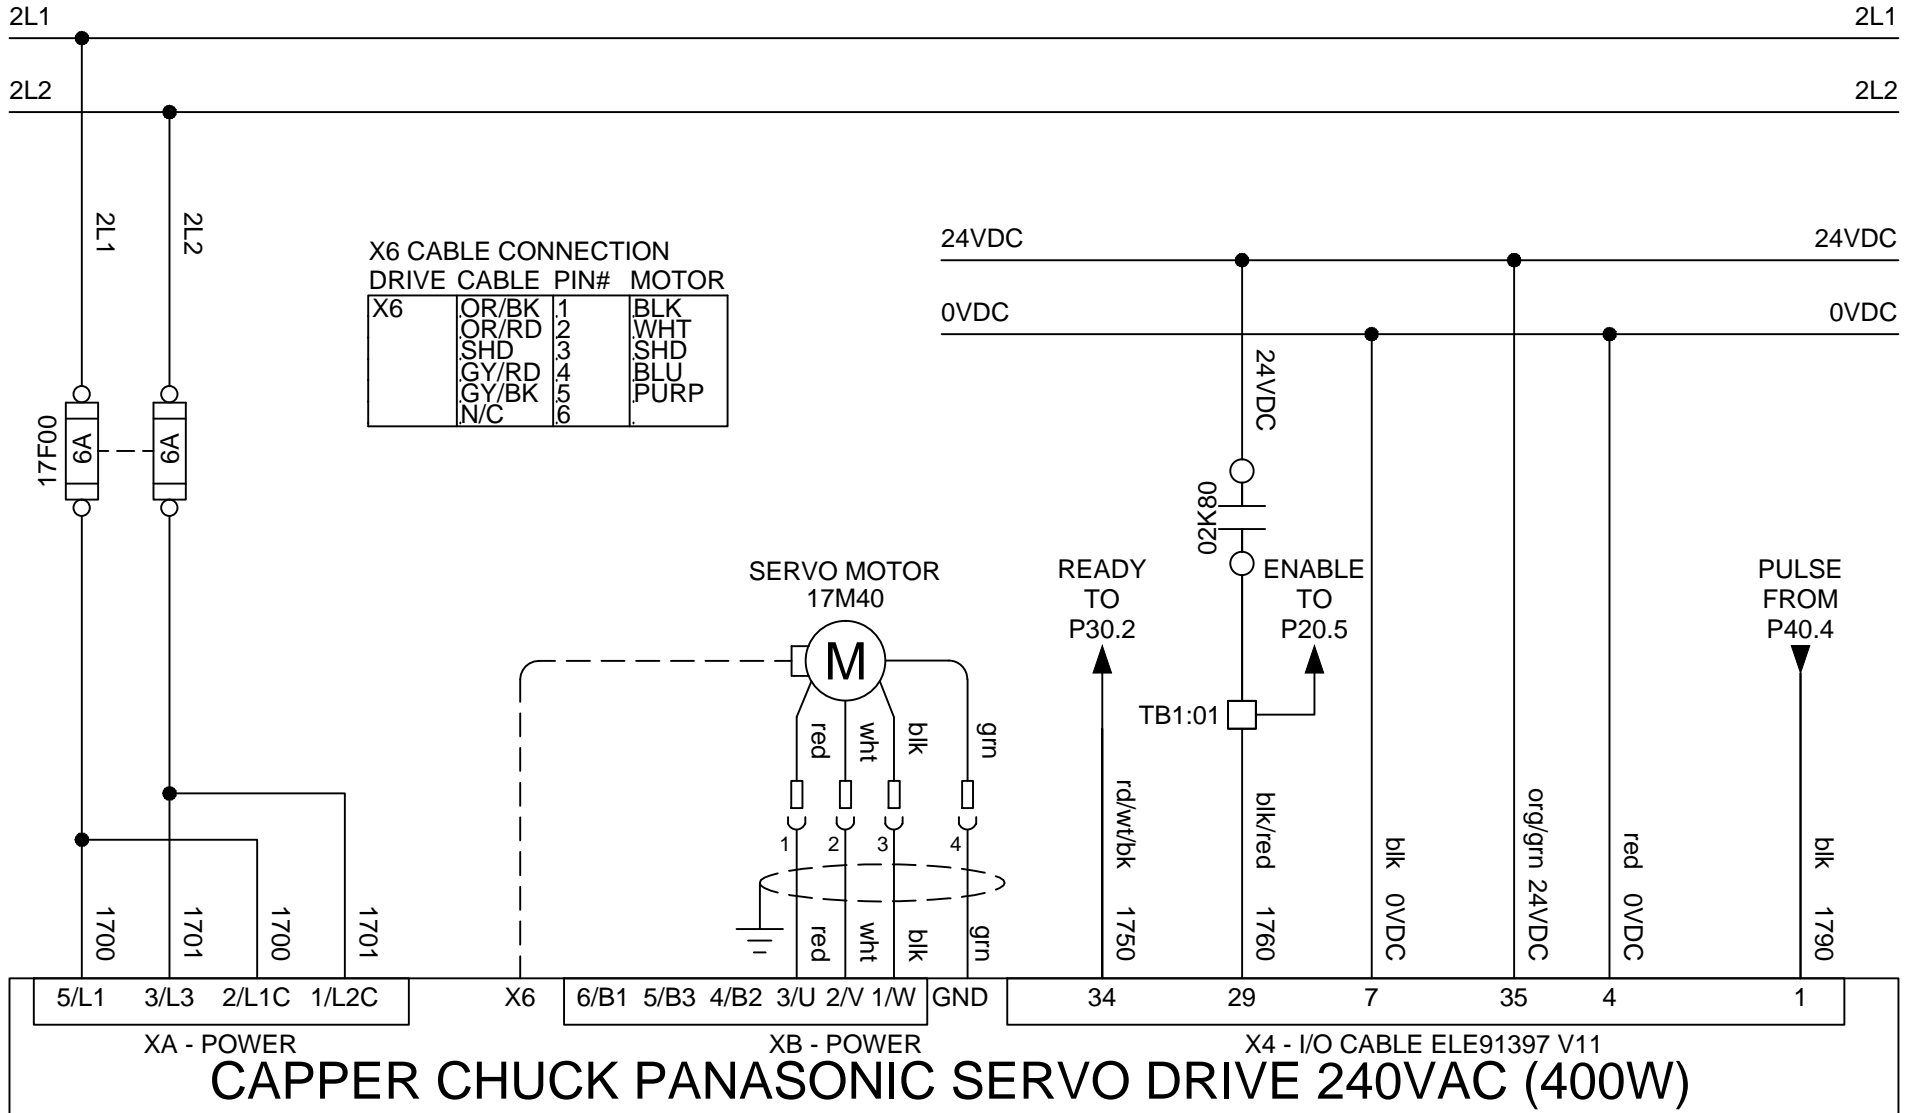 2L1 2L1
2L2 2L2
2L1
2L2
X6 CABLE CONNECTION
DRIVE CABLE PIN# MOTOR
X6 OR/BK 1 BLK
OR/RD 2 WHT
SHD 3 SHD
GY/RD 4 BLU
GY/BK 5 PURP
N/C 6
24VDC 24VDC
0VDC 0VDC
24VDC
17F00
6A
6A
02K80
SERVO MOTOR
17M40
M
READY
TO
P30.2
ENABLE
TO
P20.5
PULSE
FROM
P40.4
TB1:01
red
wht
blk
grn
1 2 3 4
1700
1701
1700
1701
red
wht
blk
grn
rd/wt/bk 1750
blk/red 1760
blk 0VDC
org/grn 24VDC
red 0VDC
blk 1790
5/L1 3/L3 2/L1C 1/L2C X6 6/B1 5/B3 4/B2 3/U 2/V 1/W GND 34 29 7 35 4 1
XA - POWER XB - POWER X4 - I/O CABLE ELE91397 V11
CAPPER CHUCK PANASONIC SERVO DRIVE 240VAC (400W)